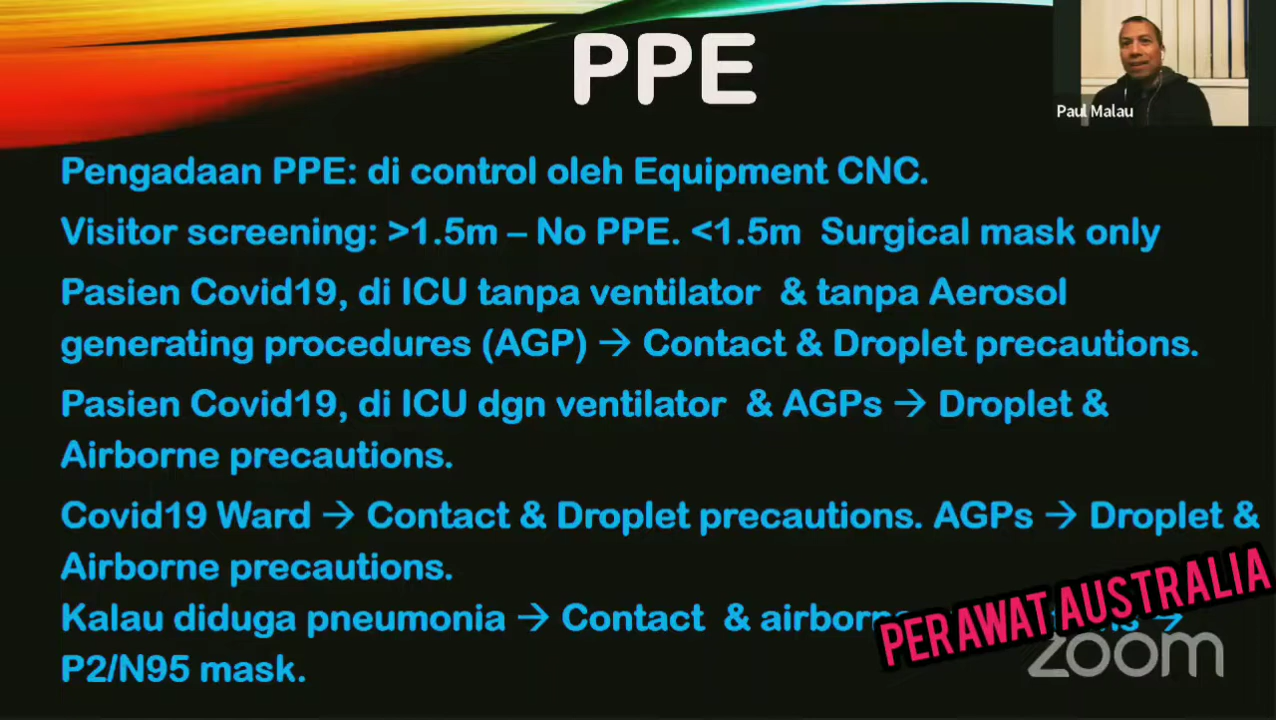 PPE
Paul Malau
Pengadaan PPE: di control oleh Equipment CNC.
Visitor screening: >1.5m – No PPE. <1.5m Surgical mask only
Pasien Covid19, di ICU tanpa ventilator & tanpa Aerosol
generating procedures (AGP) → Contact & Droplet precautions.
Pasien Covid19, di ICU dgn ventilator & AGPs → Droplet &
Airborne precautions.
Covid19 Ward → Contact & Droplet precautions. AGPs → Droplet &
Airborne precautions.
Kalau diduga pneumonia → Contact & →
P2/N95 mask.
PERAWAT AUSTRALIA
zoom